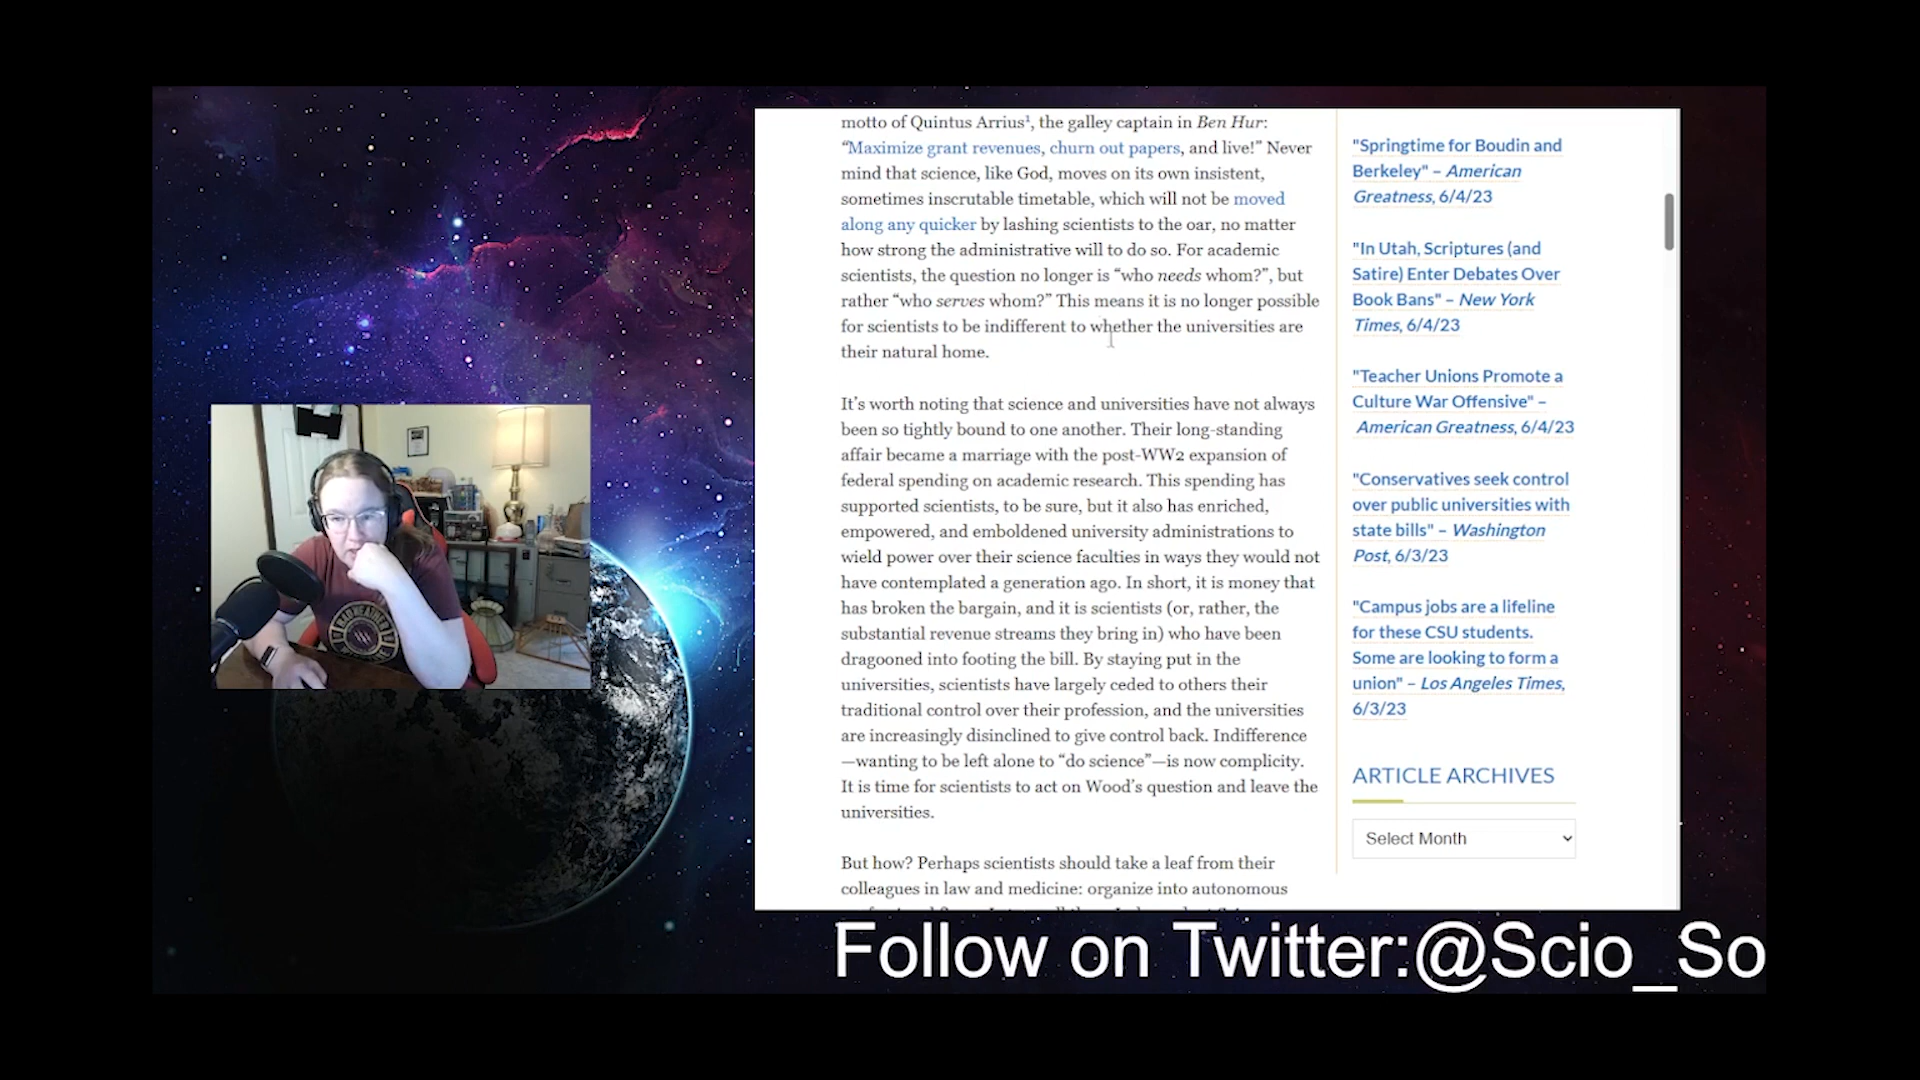 motto of Quintus Arrius¹, the galley captain in Ben Hur:
“Maximize grant revenues, churn out papers, and live!” Never
mind that science, like God, moves on its own insistent,
sometimes inscrutable timetable, which will not be moved
along any quicker by lashing scientists to the oar, no matter
how strong the administrative will to do so. For academic
scientists, the question no longer is “who needs whom?”, but
rather “who serves whom?” This means it is no longer possible
for scientists to be indifferent to whether the universities are
their natural home.
It’s worth noting that science and universities have not always
been so tightly bound to one another. Their long-standing
affair became a marriage with the post-WW2 expansion of
federal spending on academic research. This spending has
supported scientists, to be sure, but it also has enriched,
empowered, and emboldened university administrations to
wield power over their science faculties in ways they would not
have contemplated a generation ago. In short, it is money that
has broken the bargain, and it is scientists (or, rather, the
substantial revenue streams they bring in) who have been
dragooned into footing the bill. By staying put in the
universities, scientists have largely ceded to others their
traditional control over their profession, and the universities
are increasingly disinclined to give control back. Indifference
—wanting to be left alone to “do science”—is now complicity.
It is time for scientists to act on Wood’s question and leave the
universities.
But how? Perhaps scientists should take a leaf from their
colleagues in law and medicine: organize into autonomous
"Springtime for Boudin and
Berkeley" – American
Greatness, 6/4/23
"In Utah, Scriptures (and
Satire) Enter Debates Over
Book Bans" – New York
Times, 6/4/23
"Teacher Unions Promote a
Culture War Offensive" –
American Greatness, 6/4/23
"Conservatives seek control
over public universities with
state bills" – Washington
Post, 6/3/23
"Campus jobs are a lifeline
for these CSU students.
Some are looking to form a
union" – Los Angeles Times,
6/3/23
ARTICLE ARCHIVES
Select Month
Follow on Twitter:@Scio_So